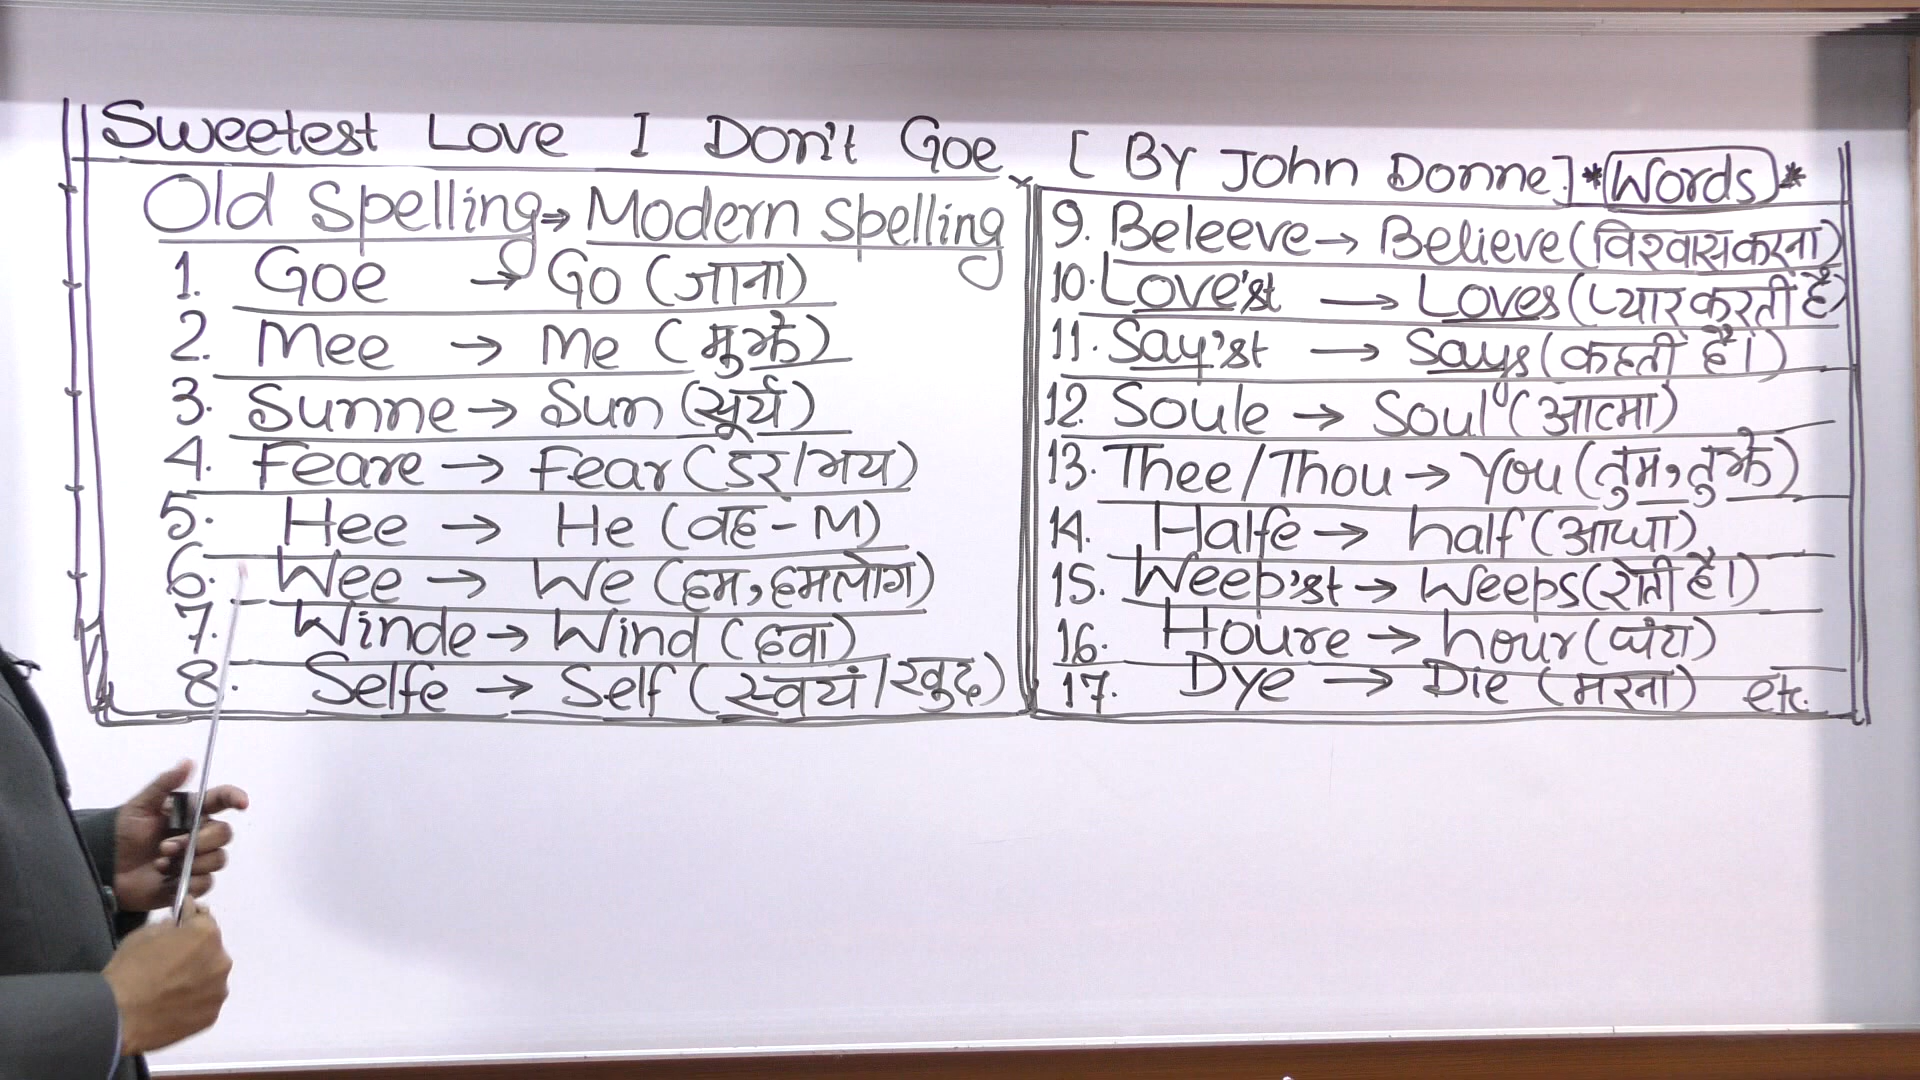 Sweetest Love I Don't Goe [ By John Donne ] *Words*
Old Spelling → Modern Spelling
1. Goe → Go (जाना)
2. Mee → Me (मुझे)
3. Sunne → Sun (सूर्य)
4. Feare → Fear (डर/भय)
5. Hee → He (वह - M)
6. Wee → We (हम, हमलोग)
7. Winde → Wind (हवा)
8. Selfe → Self (स्वयं/खुद)
9. Beleeve → Believe (विश्वास करना)
10. Love'st → Loves (प्यार करती है)
11. Say'st → Says (कहती है।)
12. Soule → Soul (आत्मा)
13. Thee/Thou → You (तुम, तुझे)
14. Halfe → half (आधा)
15. Weep'st → Weeps (रोती है।)
16. Houre → hour (घंटा)
17. Dye → Die (मरना) etc.